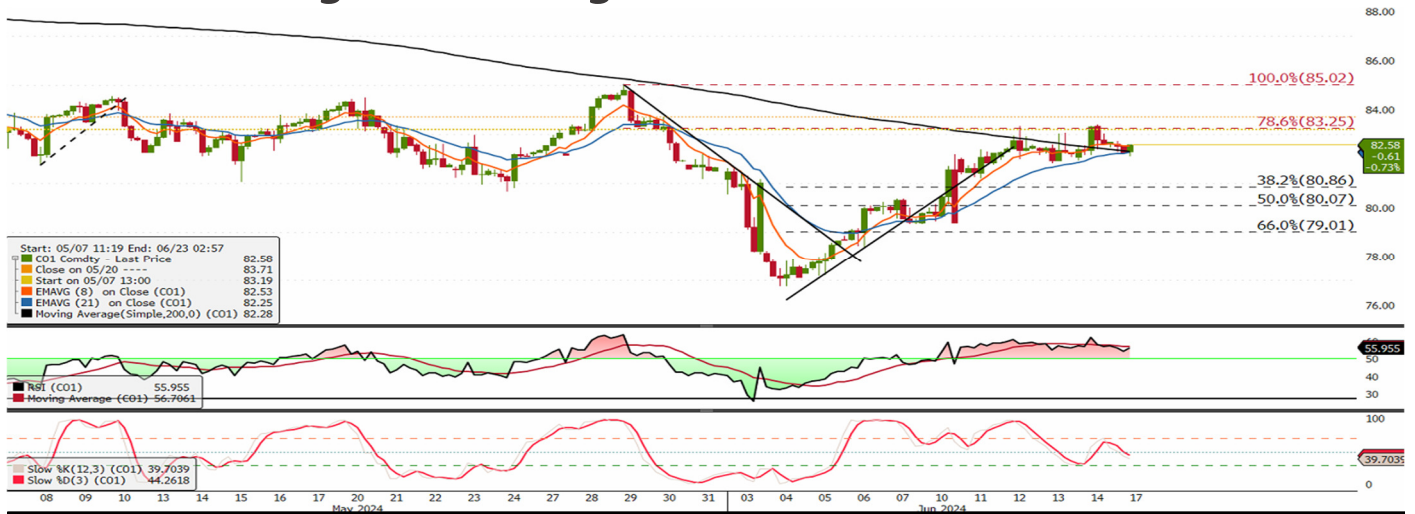 88.00
86.00
100.0%(85.02)
84.00
78.6%(83.25)
82.58
-0.61
-0.73%
38.2%(80.86)
50.0%(80.07)
80.00
66.0%(79.01)
78.00
76.00
Start: 05/07 11:19 End: 06/23 02:57
CO1 Comdty - Last Price 82.58
Close on 05/20 ---- 83.71
Start on 05/07 13:00 83.19
EMAVG (8) on Close (CO1) 82.53
EMAVG (21) on Close (CO1) 82.25
Moving Average(Simple,200,0) (CO1) 82.28
55.955
50
40
30
RSI (CO1) 55.955
Moving Average (CO1) 56.7061
100
39.7039
0
Slow %K(12,3) (CO1) 39.7039
Slow %D(3) (CO1) 44.2618
08 09 10 13 14 15 16 17 20 21 22 23 24 27 28 29 30 31 03 04 05 06 07 10 11 12 13 14 17
May 2024 Jun 2024